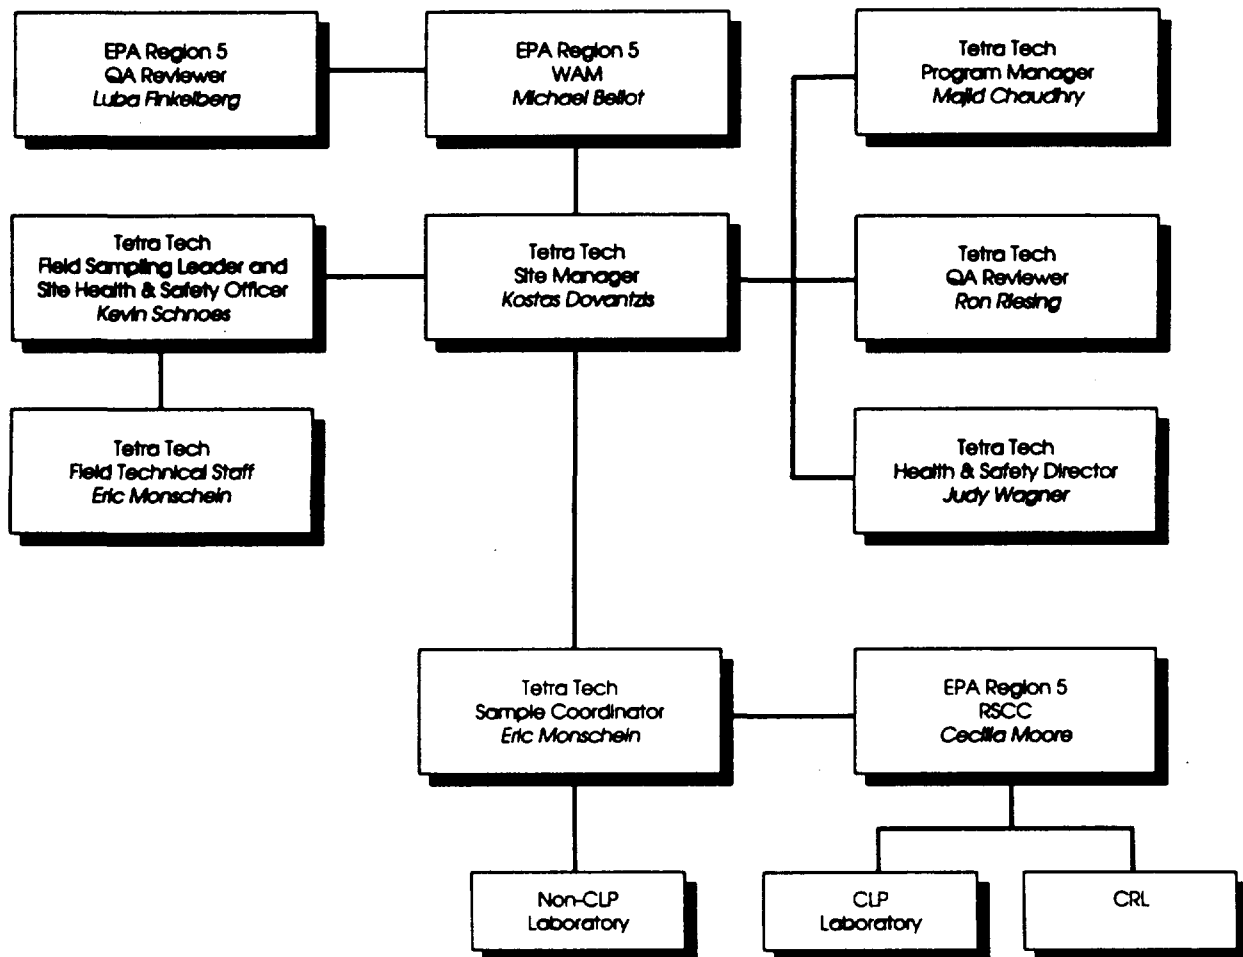 EPA Region 5
QA Reviewer
Luba Finkelberg
EPA Region 5
WAM
Michael Bellot
Tetra Tech
Program Manager
Majid Chaudhry
Tetra Tech
Field Sampling Leader and
Site Health & Safety Officer
Kevin Schnoes
Tetra Tech
Site Manager
Kostas Dovantzis
Tetra Tech
QA Reviewer
Ron Riesing
Tetra Tech
Field Technical Staff
Eric Monschein
Tetra Tech
Health & Safety Director
Judy Wagner
Tetra Tech
Sample Coordinator
Eric Monschein
EPA Region 5
RSCC
Cecilia Moore
Non-CLP
Laboratory
CLP
Laboratory
CRL